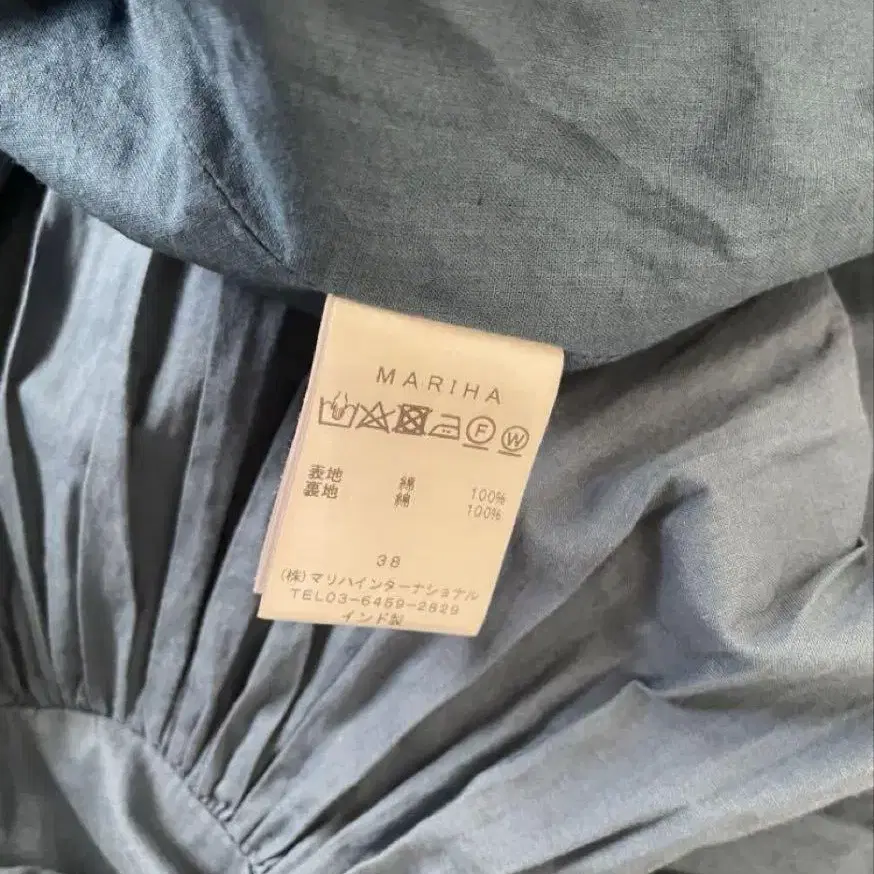 MARIHA
F W
表地 綿 100%
裏地 綿 100%
38
(株)マリハインターナショナル
TEL03-6459-2829
インド製